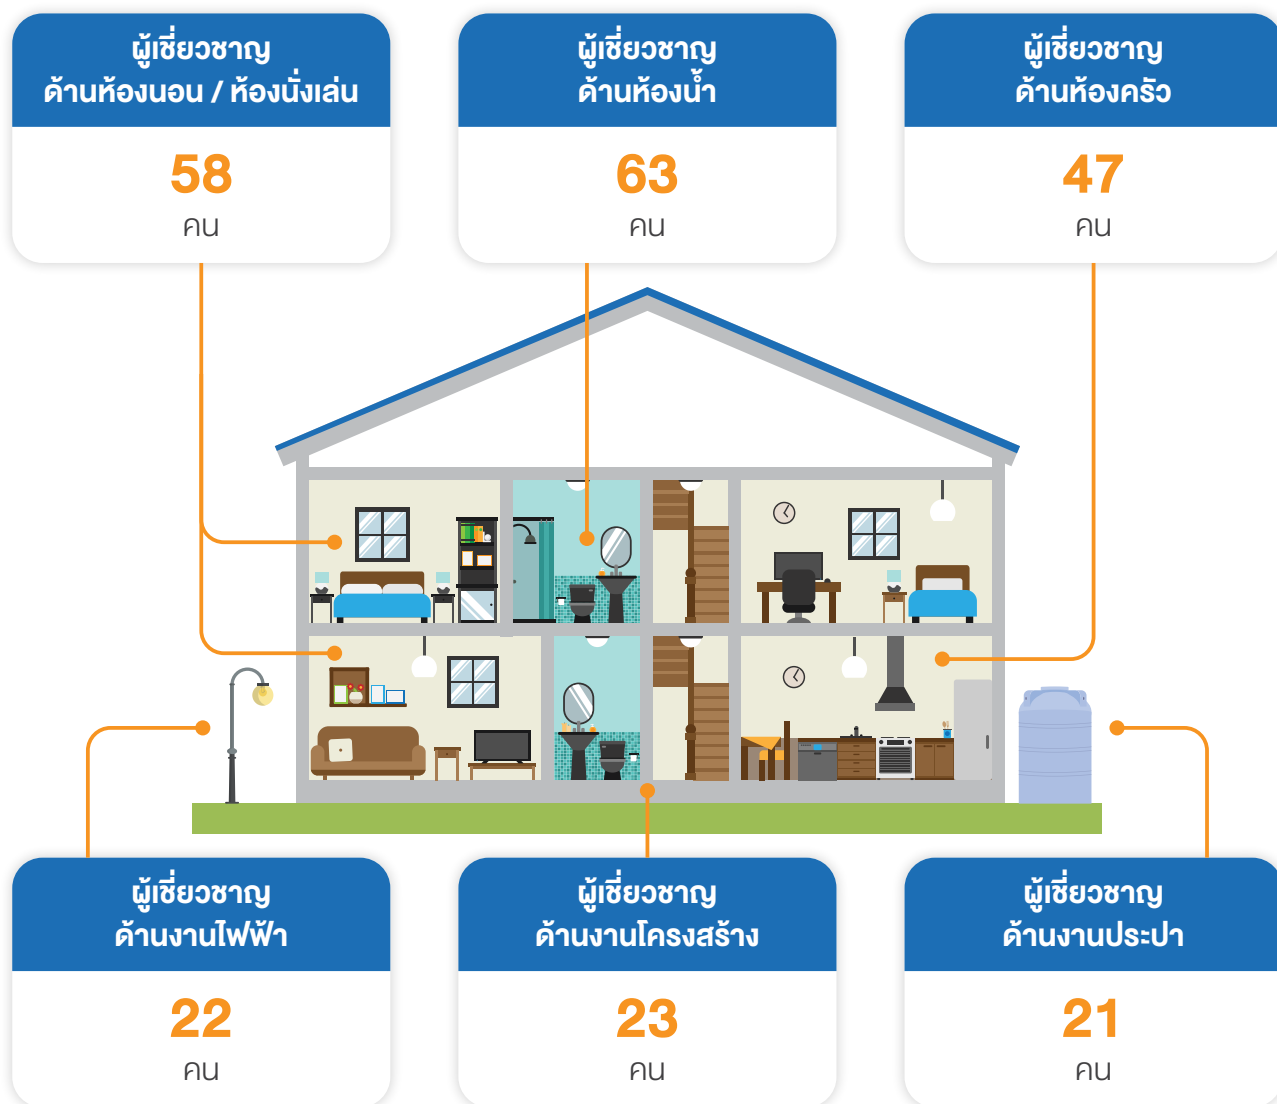 ผู้เชี่ยวชาญ
ด้านห้องนอน / ห้องนั่งเล่น
58
คน
ผู้เชี่ยวชาญ
ด้านห้องน้ำ
63
คน
ผู้เชี่ยวชาญ
ด้านห้องครัว
47
คน
ผู้เชี่ยวชาญ
ด้านงานไฟฟ้า
22
คน
ผู้เชี่ยวชาญ
ด้านงานโครงสร้าง
23
คน
ผู้เชี่ยวชาญ
ด้านงานประปา
21
คน